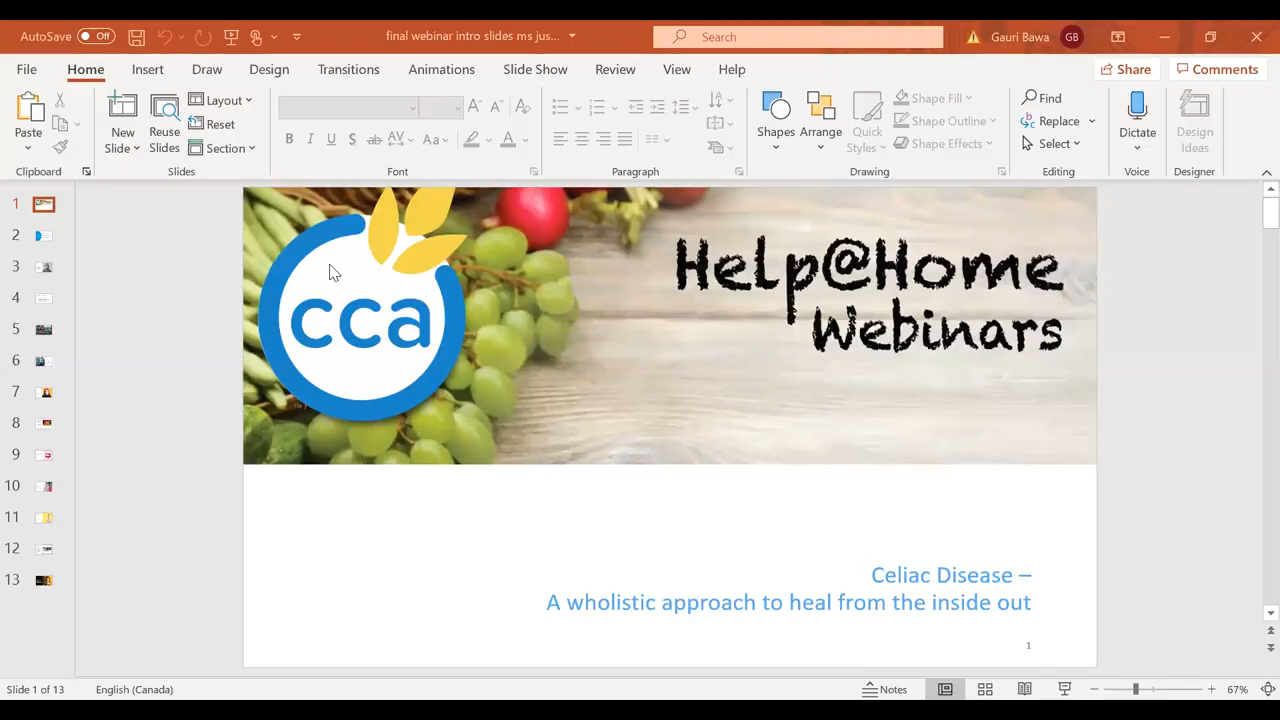 AutoSave Off final webinar intro slides ms jus... Search Gauri Bawa GB
File Home Insert Draw Design Transitions Animations Slide Show Review View Help Share Comments
Paste New Slide Reuse Slides Layout Reset Section
Shapes Arrange Quick Styles Shape Fill Shape Outline Shape Effects Find Replace Select Dictate Design Ideas
Clipboard Slides Font Paragraph Drawing Editing Voice Designer
1
2
3
4
5
6
7
8
9
10
11
12
13
cca
Help@Home
Webinars
Celiac Disease –
A wholistic approach to heal from the inside out
1
Slide 1 of 13 English (Canada) Notes 67%